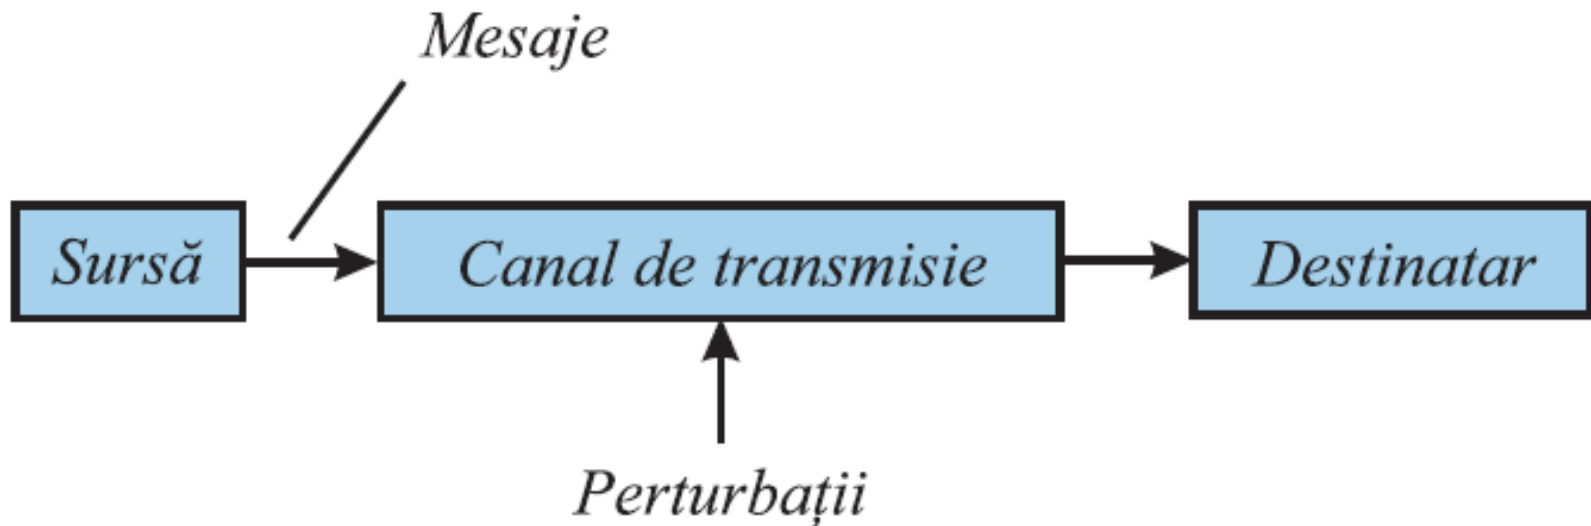 Mesaje
Sursă
Canal de transmisie
Destinatar
Perturbații